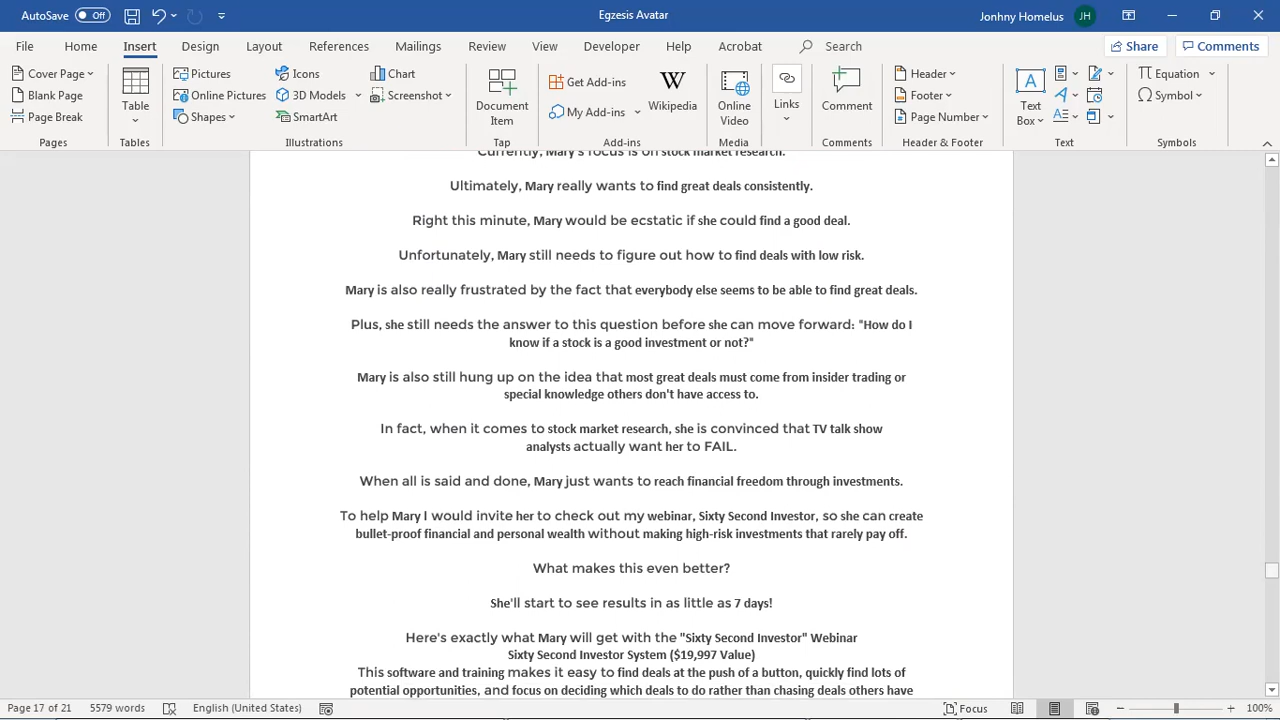 AutoSave Off Egzesis Avatar Jonhny Homelus JH
File Home Insert Design Layout References Mailings Review View Developer Help Acrobat Search Share Comments
Cover Page
Blank Page
Page Break
Pages
Table
Tables
Pictures Icons Chart
Online Pictures 3D Models Screenshot
Shapes SmartArt
Illustrations
Document
Item
Tap
Get Add-ins
My Add-ins
W
Wikipedia
Add-ins
Online
Video
Media
Links
Comment
Comments
Header
Footer
Page Number
Header & Footer
A
Text
Box
Text
Equation
Symbol
Symbols
Currently, Mary's focus is on stock market research.
Ultimately, Mary really wants to find great deals consistently.
Right this minute, Mary would be ecstatic if she could find a good deal.
Unfortunately, Mary still needs to figure out how to find deals with low risk.
Mary is also really frustrated by the fact that everybody else seems to be able to find great deals.
Plus, she still needs the answer to this question before she can move forward: "How do I
know if a stock is a good investment or not?"
Mary is also still hung up on the idea that most great deals must come from insider trading or
special knowledge others don't have access to.
In fact, when it comes to stock market research, she is convinced that TV talk show
analysts actually want her to FAIL.
When all is said and done, Mary just wants to reach financial freedom through investments.
To help Mary I would invite her to check out my webinar, Sixty Second Investor, so she can create
bullet-proof financial and personal wealth without making high-risk investments that rarely pay off.
What makes this even better?
She'll start to see results in as little as 7 days!
Here's exactly what Mary will get with the "Sixty Second Investor" Webinar
Sixty Second Investor System ($19,997 Value)
This software and training makes it easy to find deals at the push of a button, quickly find lots of
potential opportunities, and focus on deciding which deals to do rather than chasing deals others have
Page 17 of 21 5579 words English (United States) Focus 100%